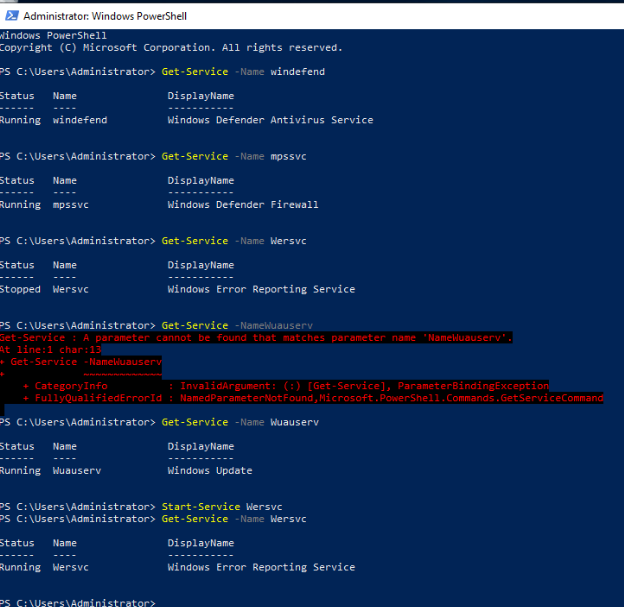 Administrator: Windows PowerShell
Windows PowerShell
Copyright (C) Microsoft Corporation. All rights reserved.
PS C:\Users\Administrator> Get-Service -Name windefend
Status   Name               DisplayName
------   ----               -----------
Running  windefend          Windows Defender Antivirus Service
PS C:\Users\Administrator> Get-Service -Name mpssvc
Status   Name               DisplayName
------   ----               -----------
Running  mpssvc             Windows Defender Firewall
PS C:\Users\Administrator> Get-Service -Name Wersvc
Status   Name               DisplayName
------   ----               -----------
Stopped  Wersvc             Windows Error Reporting Service
PS C:\Users\Administrator> Get-Service -NameWuauserv
Get-Service : A parameter cannot be found that matches parameter name 'NameWuauserv'.
At line:1 char:13
+ Get-Service -NameWuauserv
+             ~~~~~~~~~~~~~
    + CategoryInfo          : InvalidArgument: (:) [Get-Service], ParameterBindingException
    + FullyQualifiedErrorId : NamedParameterNotFound,Microsoft.PowerShell.Commands.GetServiceCommand
PS C:\Users\Administrator> Get-Service -Name Wuauserv
Status   Name               DisplayName
------   ----               -----------
Running  Wuauserv           Windows Update
PS C:\Users\Administrator> Start-Service Wersvc
PS C:\Users\Administrator> Get-Service -Name Wersvc
Status   Name               DisplayName
------   ----               -----------
Running  Wersvc             Windows Error Reporting Service
PS C:\Users\Administrator>